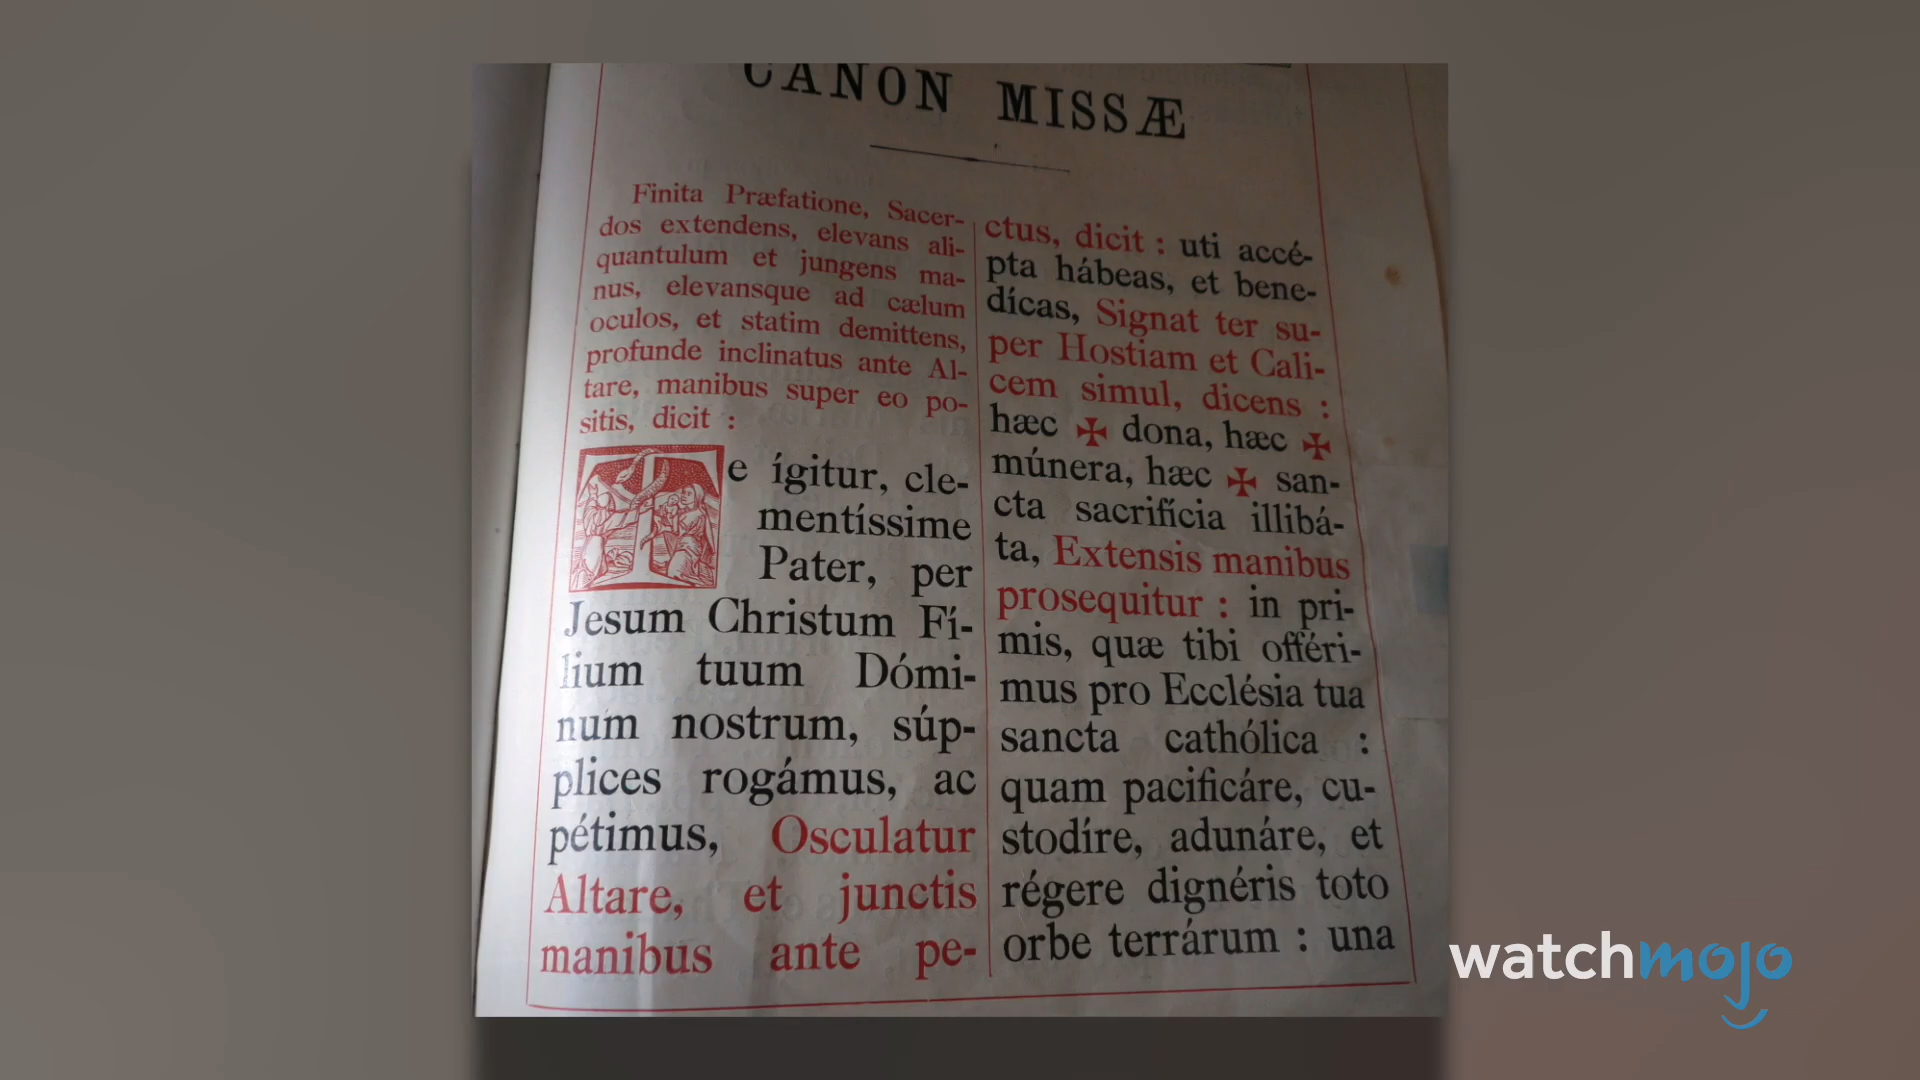 CANON MISSÆ
Finita Præfatione, Sacer-
dos extendens, elevans ali-
quantulum et jungens ma-
nus, elevansque ad cælum
oculos, et statim demittens,
profunde inclinatus ante Al-
tare, manibus super eo po-
sitis, dicit :
Te ígitur, cle-
mentíssime
Pater, per
Jesum Christum Fí-
lium tuum Dómi-
num nostrum, súp-
plices rogámus, ac
pétimus, Osculatur
Altare, et junctis
manibus ante pe-
ctus, dicit : uti accé-
pta hábeas, et bene-
dícas, Signat ter su-
per Hostiam et Cali-
cem simul, dicens :
hæc ✠ dona, hæc ✠
múnera, hæc ✠ san-
cta sacrifícia illibá-
ta, Extensis manibus
prosequitur : in pri-
mis, quæ tibi offéri-
mus pro Ecclésia tua
sancta cathólica :
quam pacificáre, cu-
stodíre, adunáre, et
régere dignéris toto
orbe terrárum : una
watchmojo